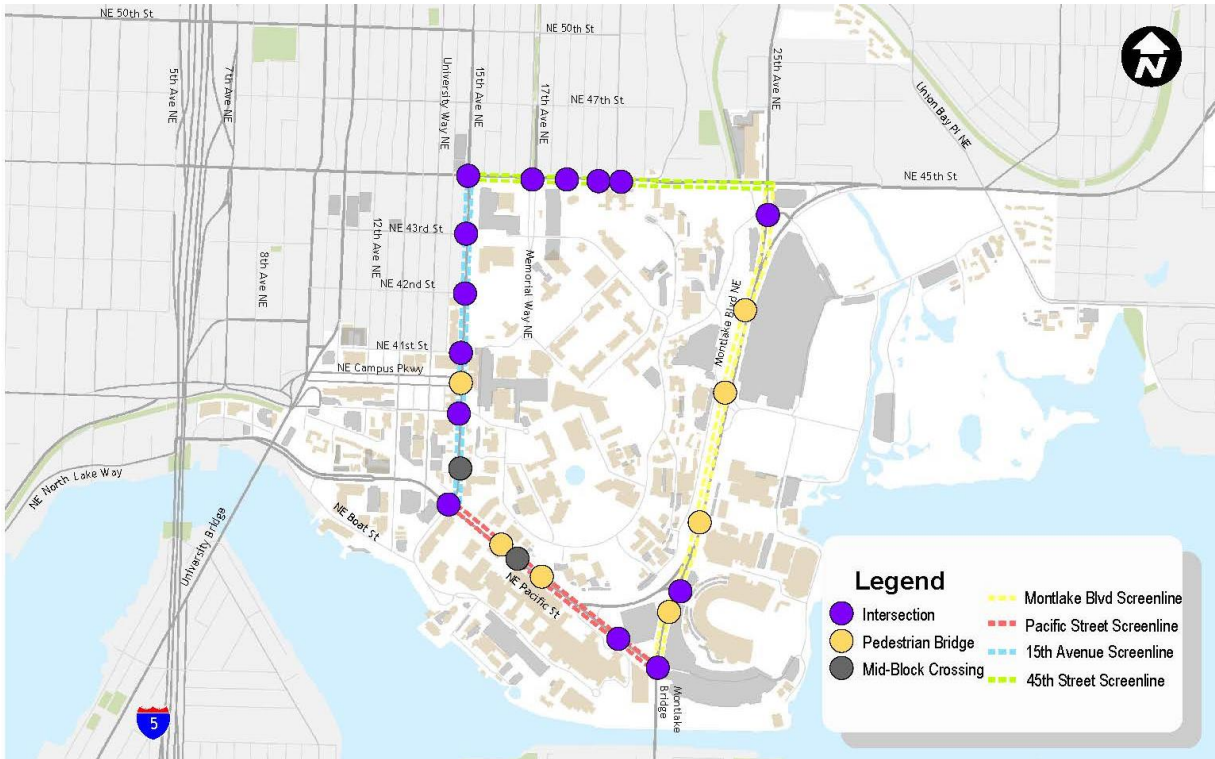 NE 50th St
NE 50th St
5th Ave NE
7th Ave NE
University Way NE
15th Ave NE
17th Ave NE
25th Ave NE
NE 47th St
Union Bay Pl NE
N
NE 45th St
12th Ave NE
NE 43rd St
8th Ave NE
Memorial Way NE
NE 42nd St
Montlake Blvd NE
NE 41st St
NE Campus Pkwy
NE North Lake Way
University Bridge
NE Boat St
NE Pacific St
Montlake
Bridge
5
Legend
Intersection
Pedestrian Bridge
Mid-Block Crossing
Montlake Blvd Screenline
Pacific Street Screenline
15th Avenue Screenline
45th Street Screenline